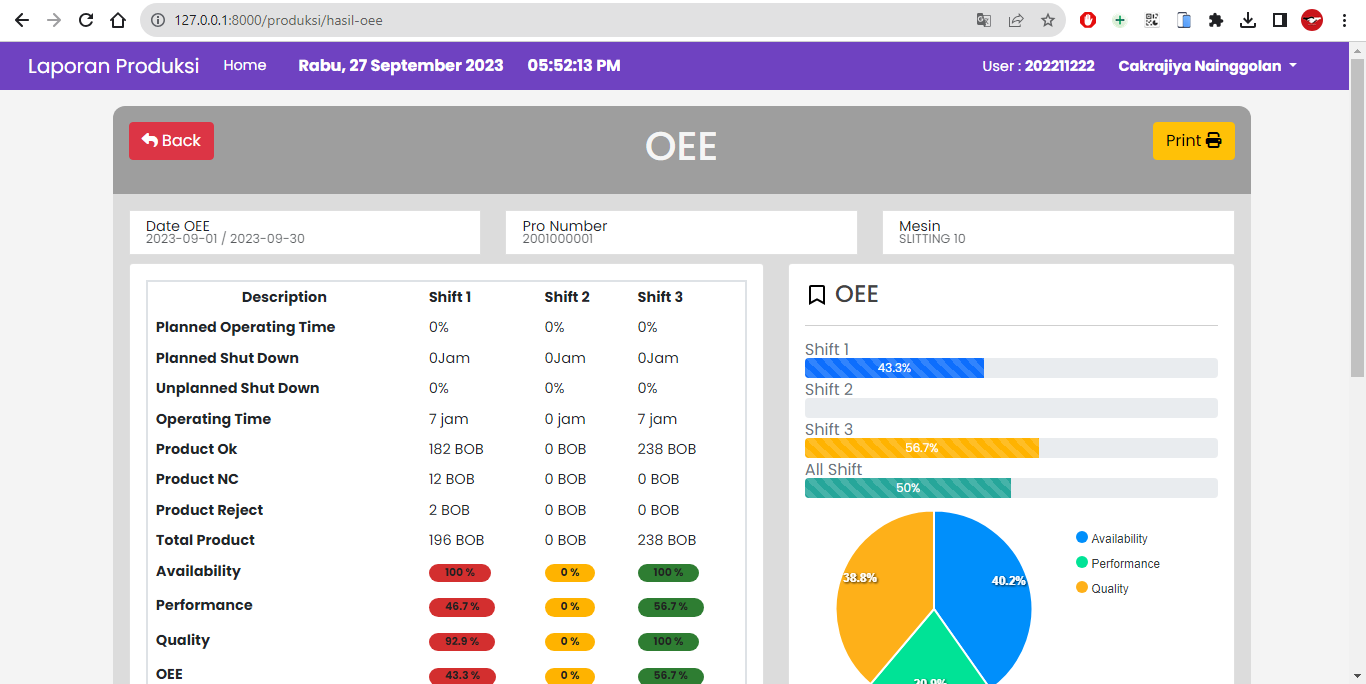 127.0.0.1:8000/produksi/hasil-oee
Laporan Produksi Home Rabu, 27 September 2023 05:52:13 PM User : 202211222 Cakrajiya Nainggolan
Back OEE Print
Date OEE
2023-09-01 / 2023-09-30
Pro Number
2001000001
Mesin
SLITTING 10
Description Shift 1 Shift 2 Shift 3
Planned Operating Time 0% 0% 0%
Planned Shut Down 0Jam 0Jam 0Jam
Unplanned Shut Down 0% 0% 0%
Operating Time 7 jam 0 jam 7 jam
Product Ok 182 BOB 0 BOB 238 BOB
Product NC 12 BOB 0 BOB 0 BOB
Product Reject 2 BOB 0 BOB 0 BOB
Total Product 196 BOB 0 BOB 238 BOB
Availability 100 % 0 % 100 %
Performance 46.7 % 0 % 56.7 %
Quality 92.9 % 0 % 100 %
OEE 43.3 % 0 % 56.7 %
OEE
Shift 1
43.3%
Shift 2
Shift 3
56.7%
All Shift
50%
38.8%
40.2%
Availability
Performance
Quality